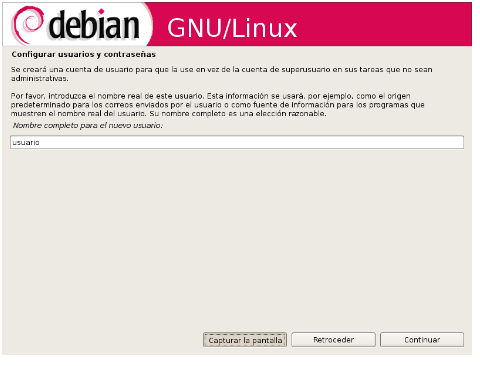 debian GNU/Linux
Configurar usuarios y contraseñas
Se creará una cuenta de usuario para que la use en vez de la cuenta de superusuario en sus tareas que no sean
administrativas.
Por favor, introduzca el nombre real de este usuario. Esta información se usará, por ejemplo, como el origen
predeterminado para los correos enviados por el usuario o como fuente de información para los programas que
muestren el nombre real del usuario. Su nombre completo es una elección razonable.
Nombre completo para el nuevo usuario:
usuario
Capturar la pantalla Retroceder Continuar